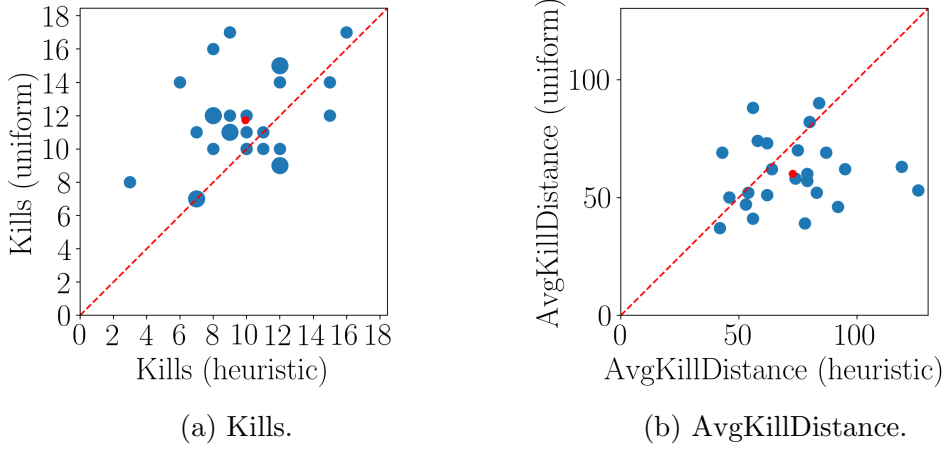 18
16
14
12
10
8
6
4
2
0
Kills (uniform)
0 2 4 6 8 10 12 14 16 18
Kills (heuristic)
(a) Kills.
100
50
0
AvgKillDistance (uniform)
0 50 100
AvgKillDistance (heuristic)
(b) AvgKillDistance.